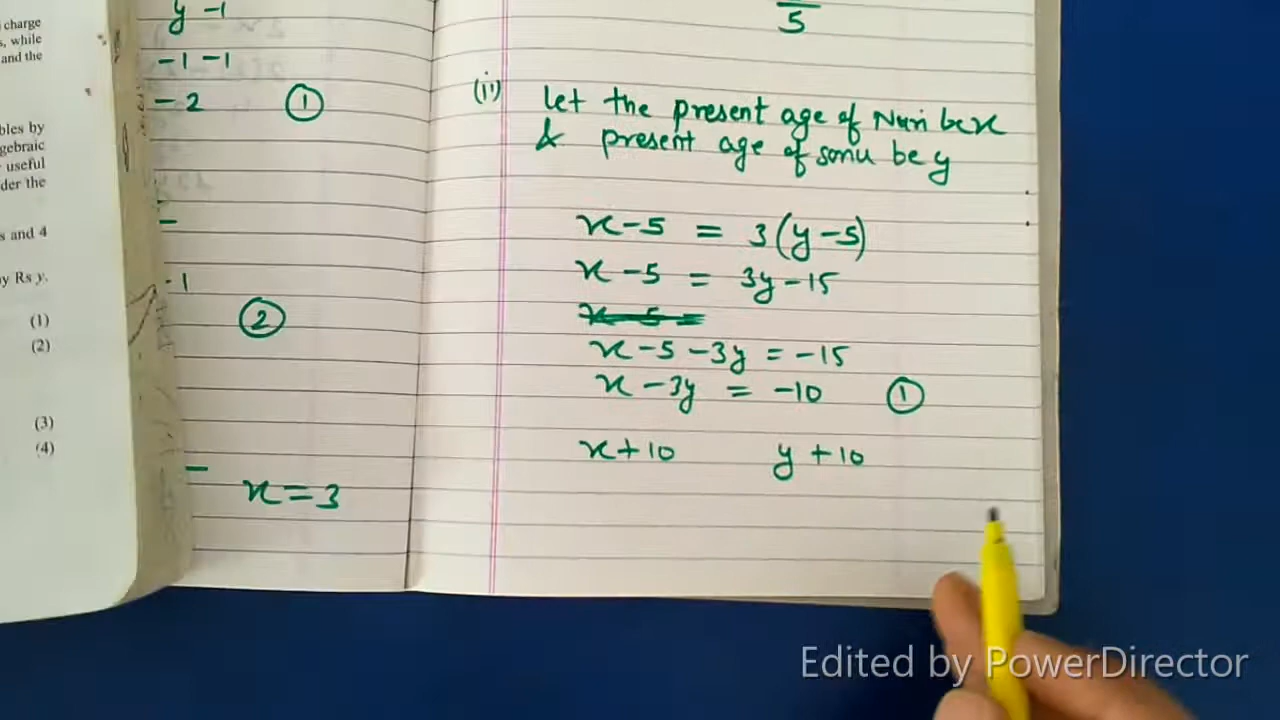 charge
s, while
and the
bles by
gebraic
useful
der the
s and 4
y Rs y.
(1)
(2)
(3)
(4)
y -1
-1 -1
-2 ①
-
-1
②
-
x = 3
5
(ii) Let the present age of Nuri be x
& present age of sonu be y
x - 5 = 3(y - 5)
x - 5 = 3y - 15
x - 5 =
x - 5 - 3y = -15
x - 3y = -10 ①
x + 10 y + 10
Edited by PowerDirector